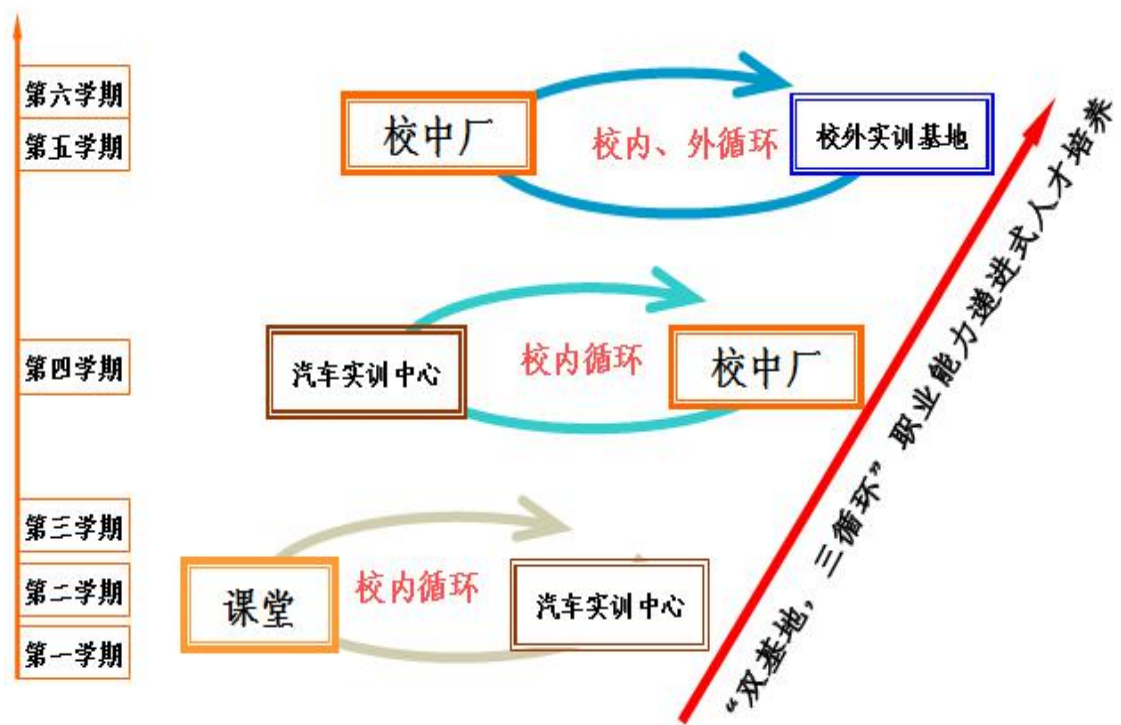 第六学期
第五学期
校中厂
校内、外循环
校外实训基地
第四学期
汽车实训中心
校内循环
校中厂
第三学期
第二学期
第一学期
课堂
校内循环
汽车实训中心
“双基地，三循环”职业能力递进式人才培养